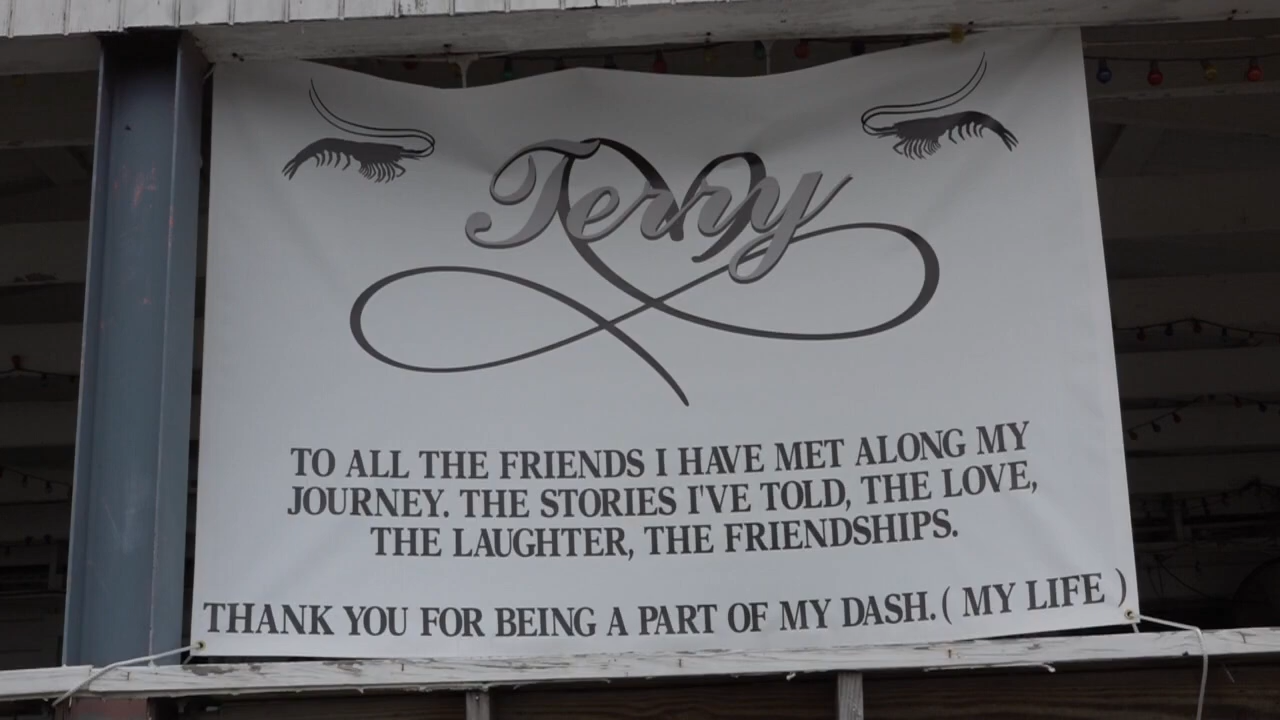 Terry
TO ALL THE FRIENDS I HAVE MET ALONG MY
JOURNEY. THE STORIES I'VE TOLD, THE LOVE,
THE LAUGHTER, THE FRIENDSHIPS.
THANK YOU FOR BEING A PART OF MY DASH. ( MY LIFE )